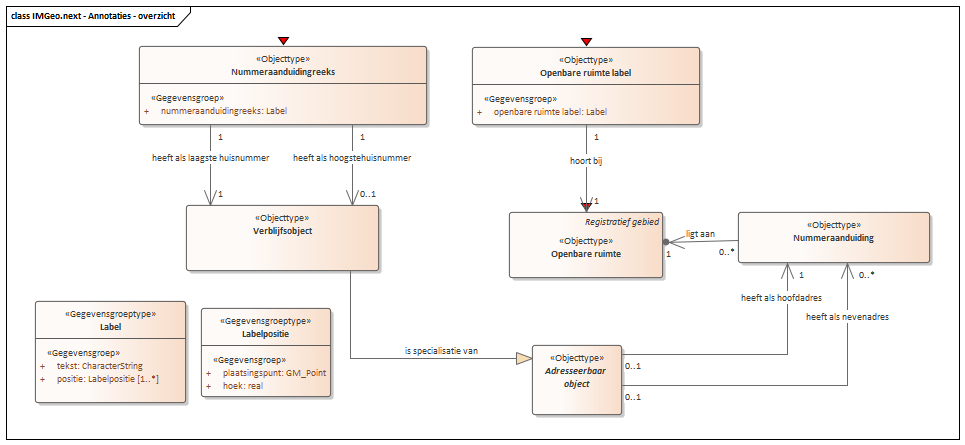 class IMGeo.next - Annotaties - overzicht
«Objecttype»
Nummeraanduidingreeks
«Gegevensgroep»
+ nummeraanduidingreeks: Label
«Objecttype»
Openbare ruimte label
«Gegevensgroep»
+ openbare ruimte label: Label
1
1
1
heeft als laagste huisnummer
heeft als hoogstehuisnummer
hoort bij
1
0..1
1
«Objecttype»
Verblijfsobject
Registratief gebied
«Objecttype»
Openbare ruimte
ligt aan
1
0..*
«Objecttype»
Nummeraanduiding
1
0..*
heeft als hoofdadres
heeft als nevenadres
«Gegevensgroeptype»
Label
«Gegevensgroep»
+ tekst: CharacterString
+ positie: Labelpositie [1..*]
«Gegevensgroeptype»
Labelpositie
«Gegevensgroep»
+ plaatsingspunt: GM_Point
+ hoek: real
is specialisatie van
«Objecttype»
Adresseerbaar
object
0..1
0..1